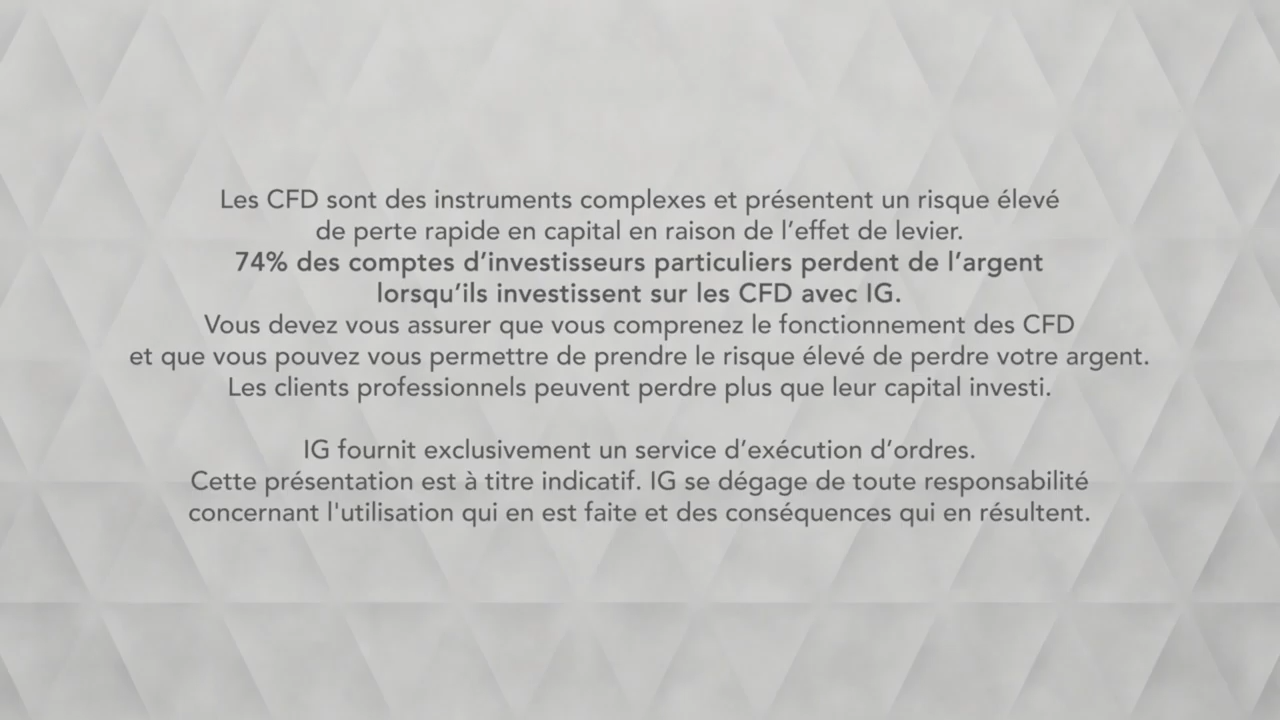 Les CFD sont des instruments complexes et présentent un risque élevé
de perte rapide en capital en raison de l’effet de levier.
74% des comptes d’investisseurs particuliers perdent de l’argent
lorsqu’ils investissent sur les CFD avec IG.
Vous devez vous assurer que vous comprenez le fonctionnement des CFD
et que vous pouvez vous permettre de prendre le risque élevé de perdre votre argent.
Les clients professionnels peuvent perdre plus que leur capital investi.
IG fournit exclusivement un service d’exécution d’ordres.
Cette présentation est à titre indicatif. IG se dégage de toute responsabilité
concernant l'utilisation qui en est faite et des conséquences qui en résultent.